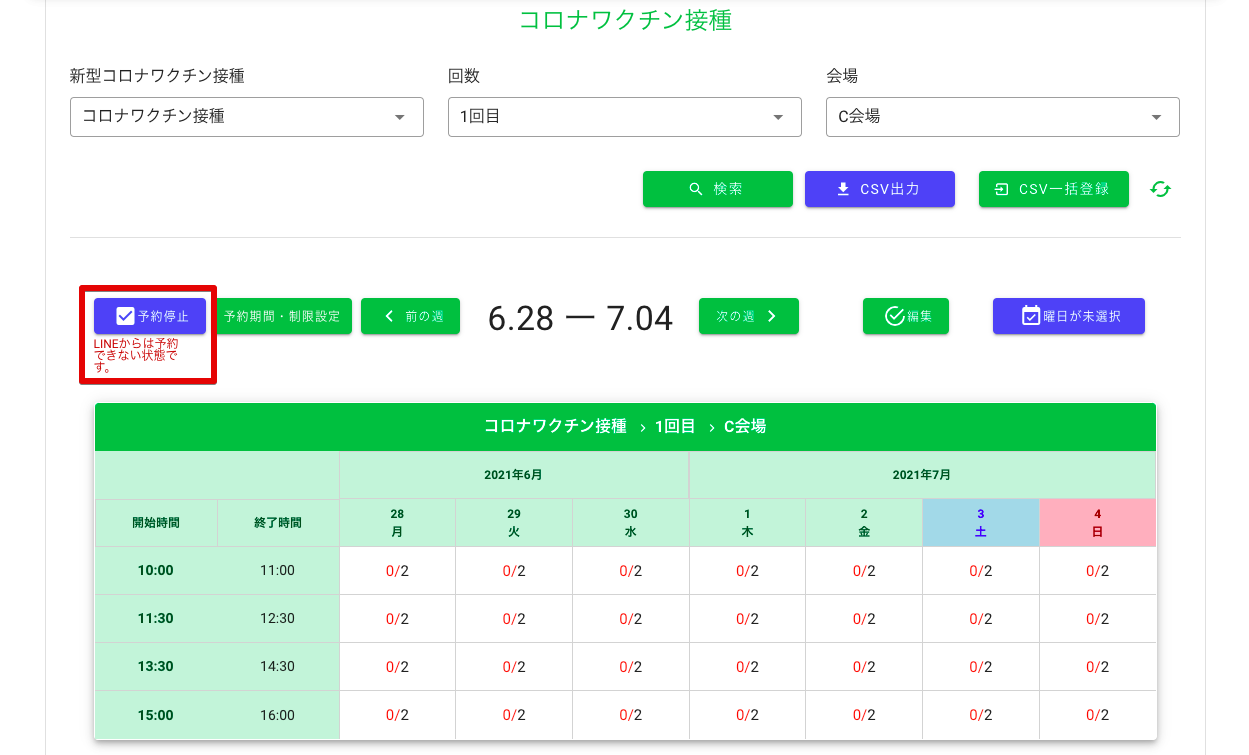 コロナワクチン接種
新型コロナワクチン接種 回数 会場
コロナワクチン接種 1回目 C会場
検索 CSV出力 CSV一括登録
予約停止 予約期間・制限設定 前の週 6.28 ー 7.04 次の週 編集 曜日が未選択
LINEからは予約
できない状態で
す。
コロナワクチン接種 › 1回目 › C会場
2021年6月 2021年7月
開始時間 終了時間 28 29 30 1 2 3 4
月 火 水 木 金 土 日
10:00 11:00 0/2 0/2 0/2 0/2 0/2 0/2 0/2
11:30 12:30 0/2 0/2 0/2 0/2 0/2 0/2 0/2
13:30 14:30 0/2 0/2 0/2 0/2 0/2 0/2 0/2
15:00 16:00 0/2 0/2 0/2 0/2 0/2 0/2 0/2